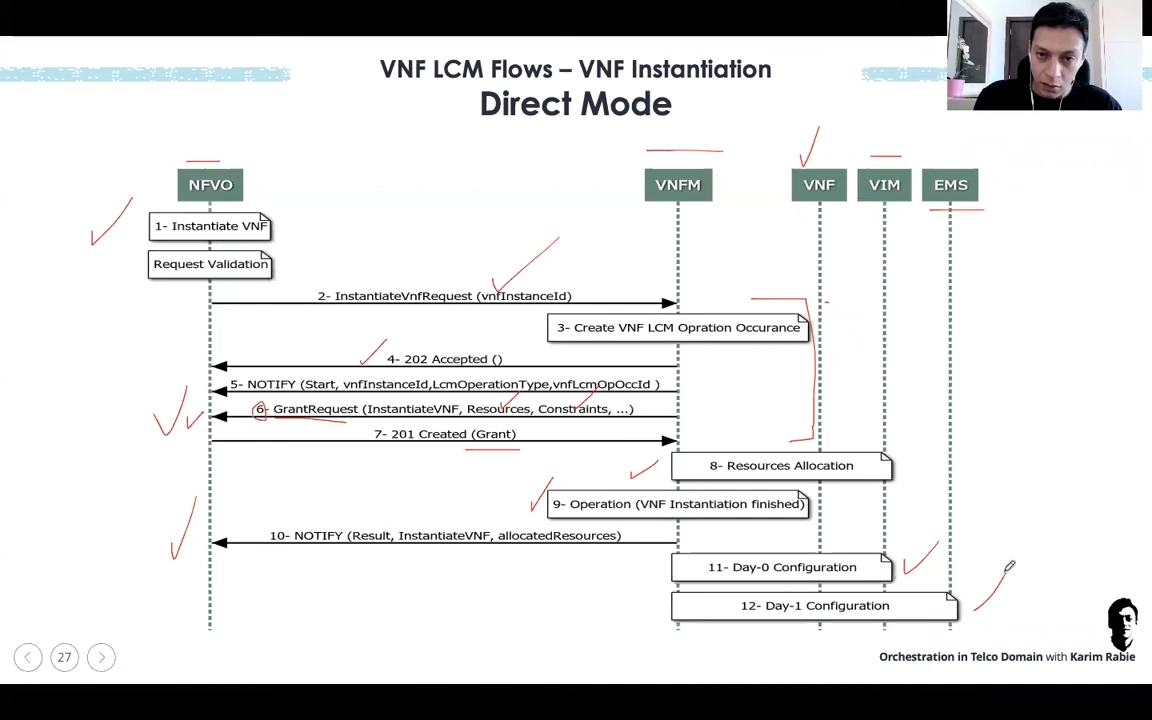 VNF LCM Flows – VNF Instantiation
Direct Mode
NFVO
VNFM
VNF
VIM
EMS
1- Instantiate VNF
Request Validation
2- InstantiateVnfRequest (vnfInstanceId)
3- Create VNF LCM Opration Occurance
4- 202 Accepted ()
5- NOTIFY (Start, vnfInstanceId,LcmOperationType,vnfLcmOpOccId )
6- GrantRequest (InstantiateVNF, Resources, Constraints, ...)
7- 201 Created (Grant)
8- Resources Allocation
9- Operation (VNF Instantiation finished)
10- NOTIFY (Result, InstantiateVNF, allocatedResources)
11- Day-0 Configuration
12- Day-1 Configuration
27
Orchestration in Telco Domain with Karim Rabie